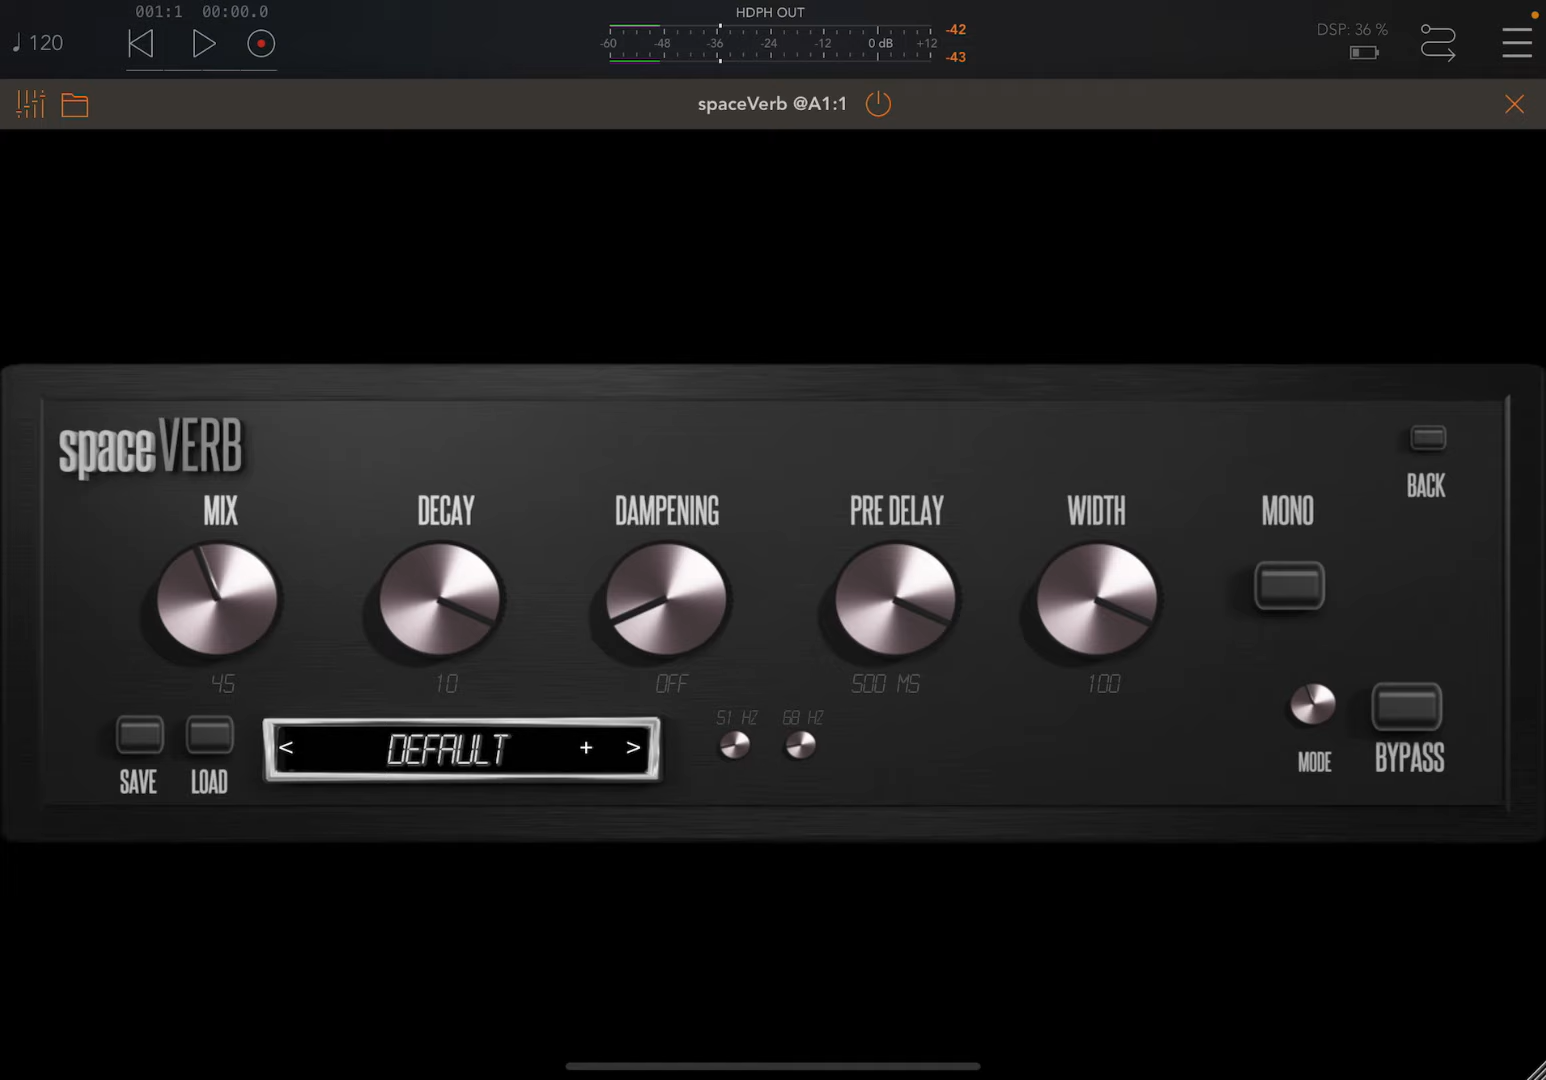 001:1 00:00.0
HDPH OUT
120
-60 -48 -36 -24 -12 0 dB +12
-42
-43
DSP: 36 %
spaceVerb @A1:1
spaceVERB
BACK
MIX DECAY DAMPENING PRE DELAY WIDTH MONO
45 10 OFF 500 MS 100
51 HZ 68 HZ
< DEFAULT + >
SAVE LOAD
MODE BYPASS